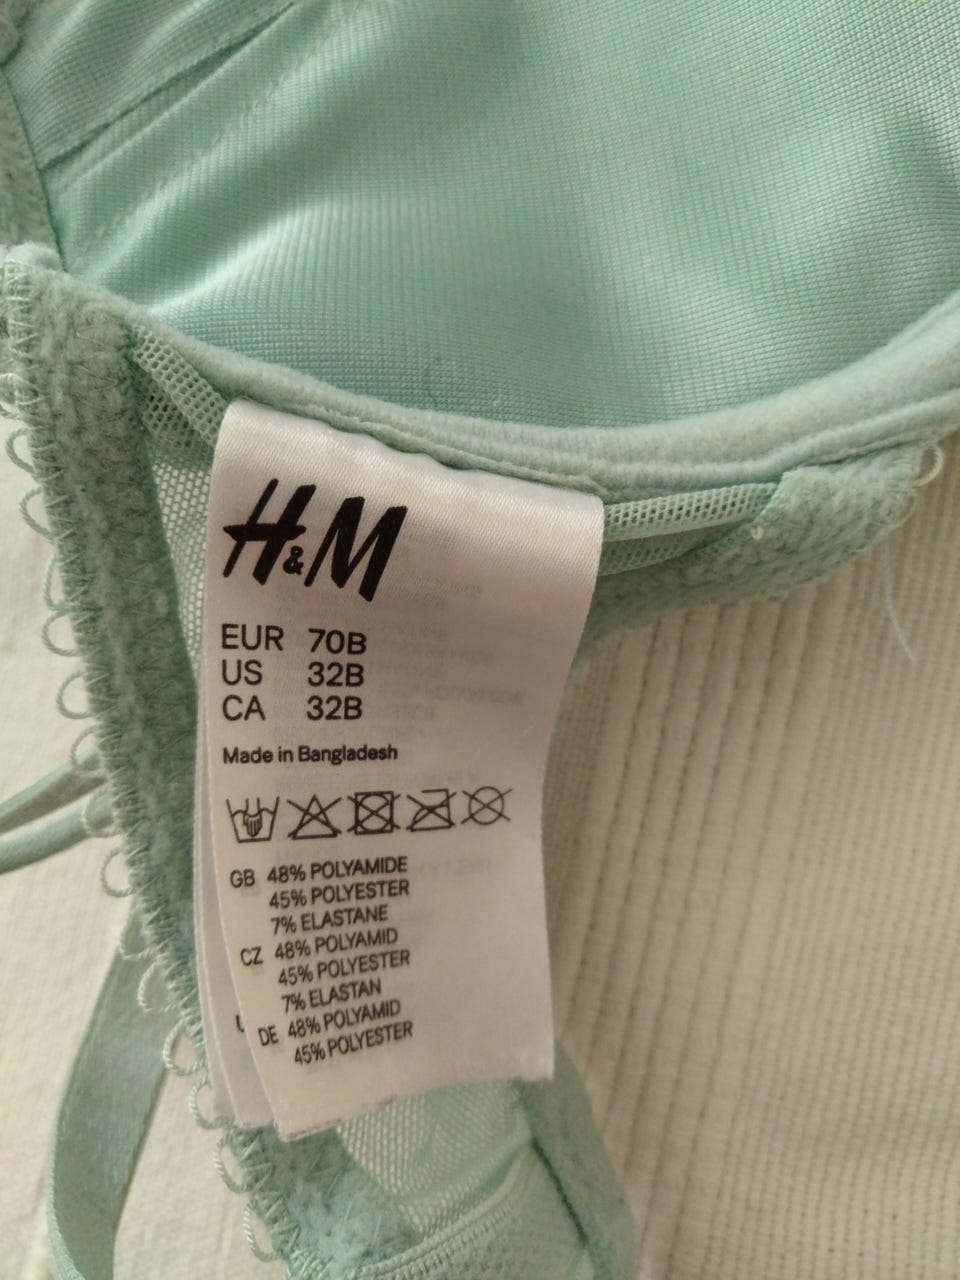 H&M
EUR 70B
US 32B
CA 32B
Made in Bangladesh
GB 48% POLYAMIDE
45% POLYESTER
7% ELASTANE
CZ 48% POLYAMID
45% POLYESTER
7% ELASTAN
DE 48% POLYAMID
45% POLYESTER